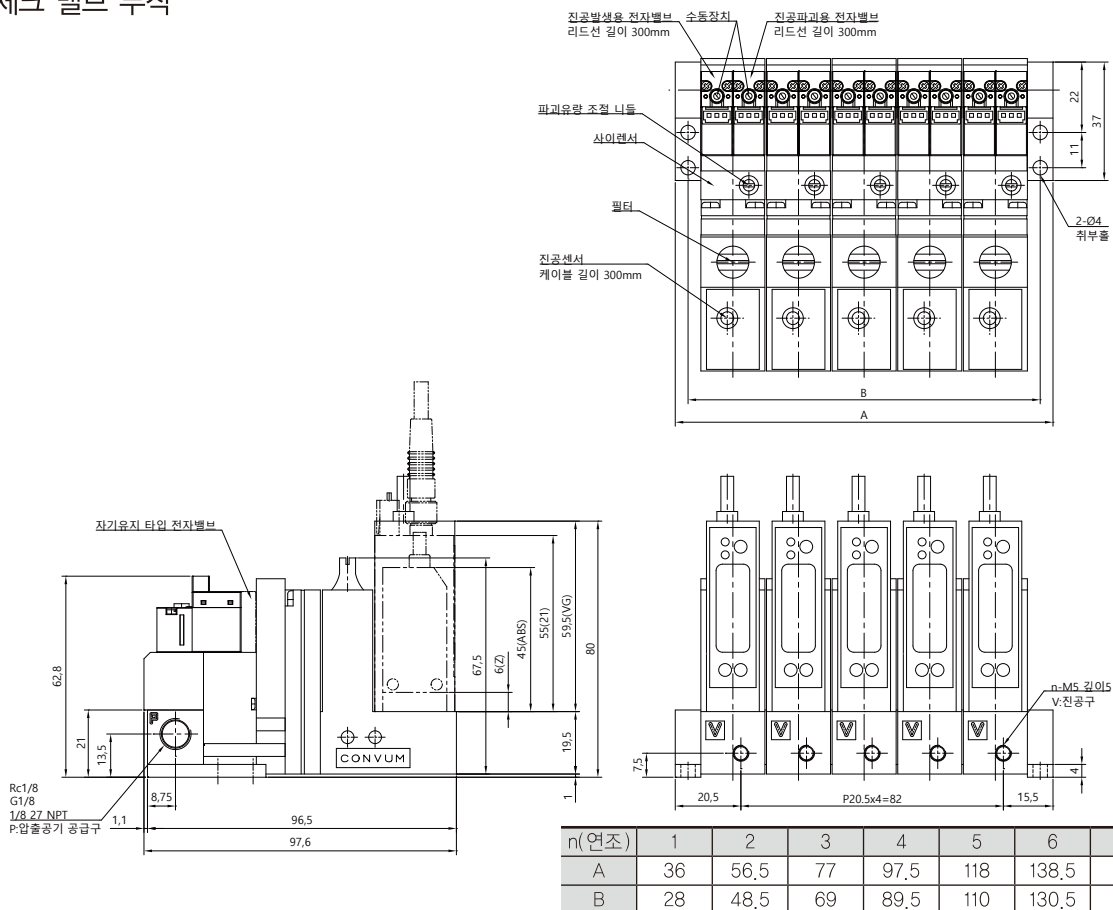 체크 밸브 부착
진공발생용 전자밸브
리드선 길이 300mm
수동장치
진공파괴용 전자밸브
리드선 길이 300mm
파괴유량 조절 니들
사이렌서
필터
진공센서
케이블 길이 300mm
22
37
11
2-Ø4
취부홀
B
A
자기유지 타입 전자밸브
62,8
21
13,5
67,5
6(Z)
45(ABS)
55(21)
59,5(VG)
80
19,5
1
P
CONVUM
Rc1/8
G1/8
1/8 27 NPT
P:압출공기 공급구
8,75
1,1
96,5
97,6
n-M5 깊이5
V:진공구
V V V V V
7,5
4
20,5
P20.5x4=82
15,5
n(연조) 1 2 3 4 5 6
A 36 56.5 77 97.5 118 138.5
B 28 48.5 69 89.5 110 130.5